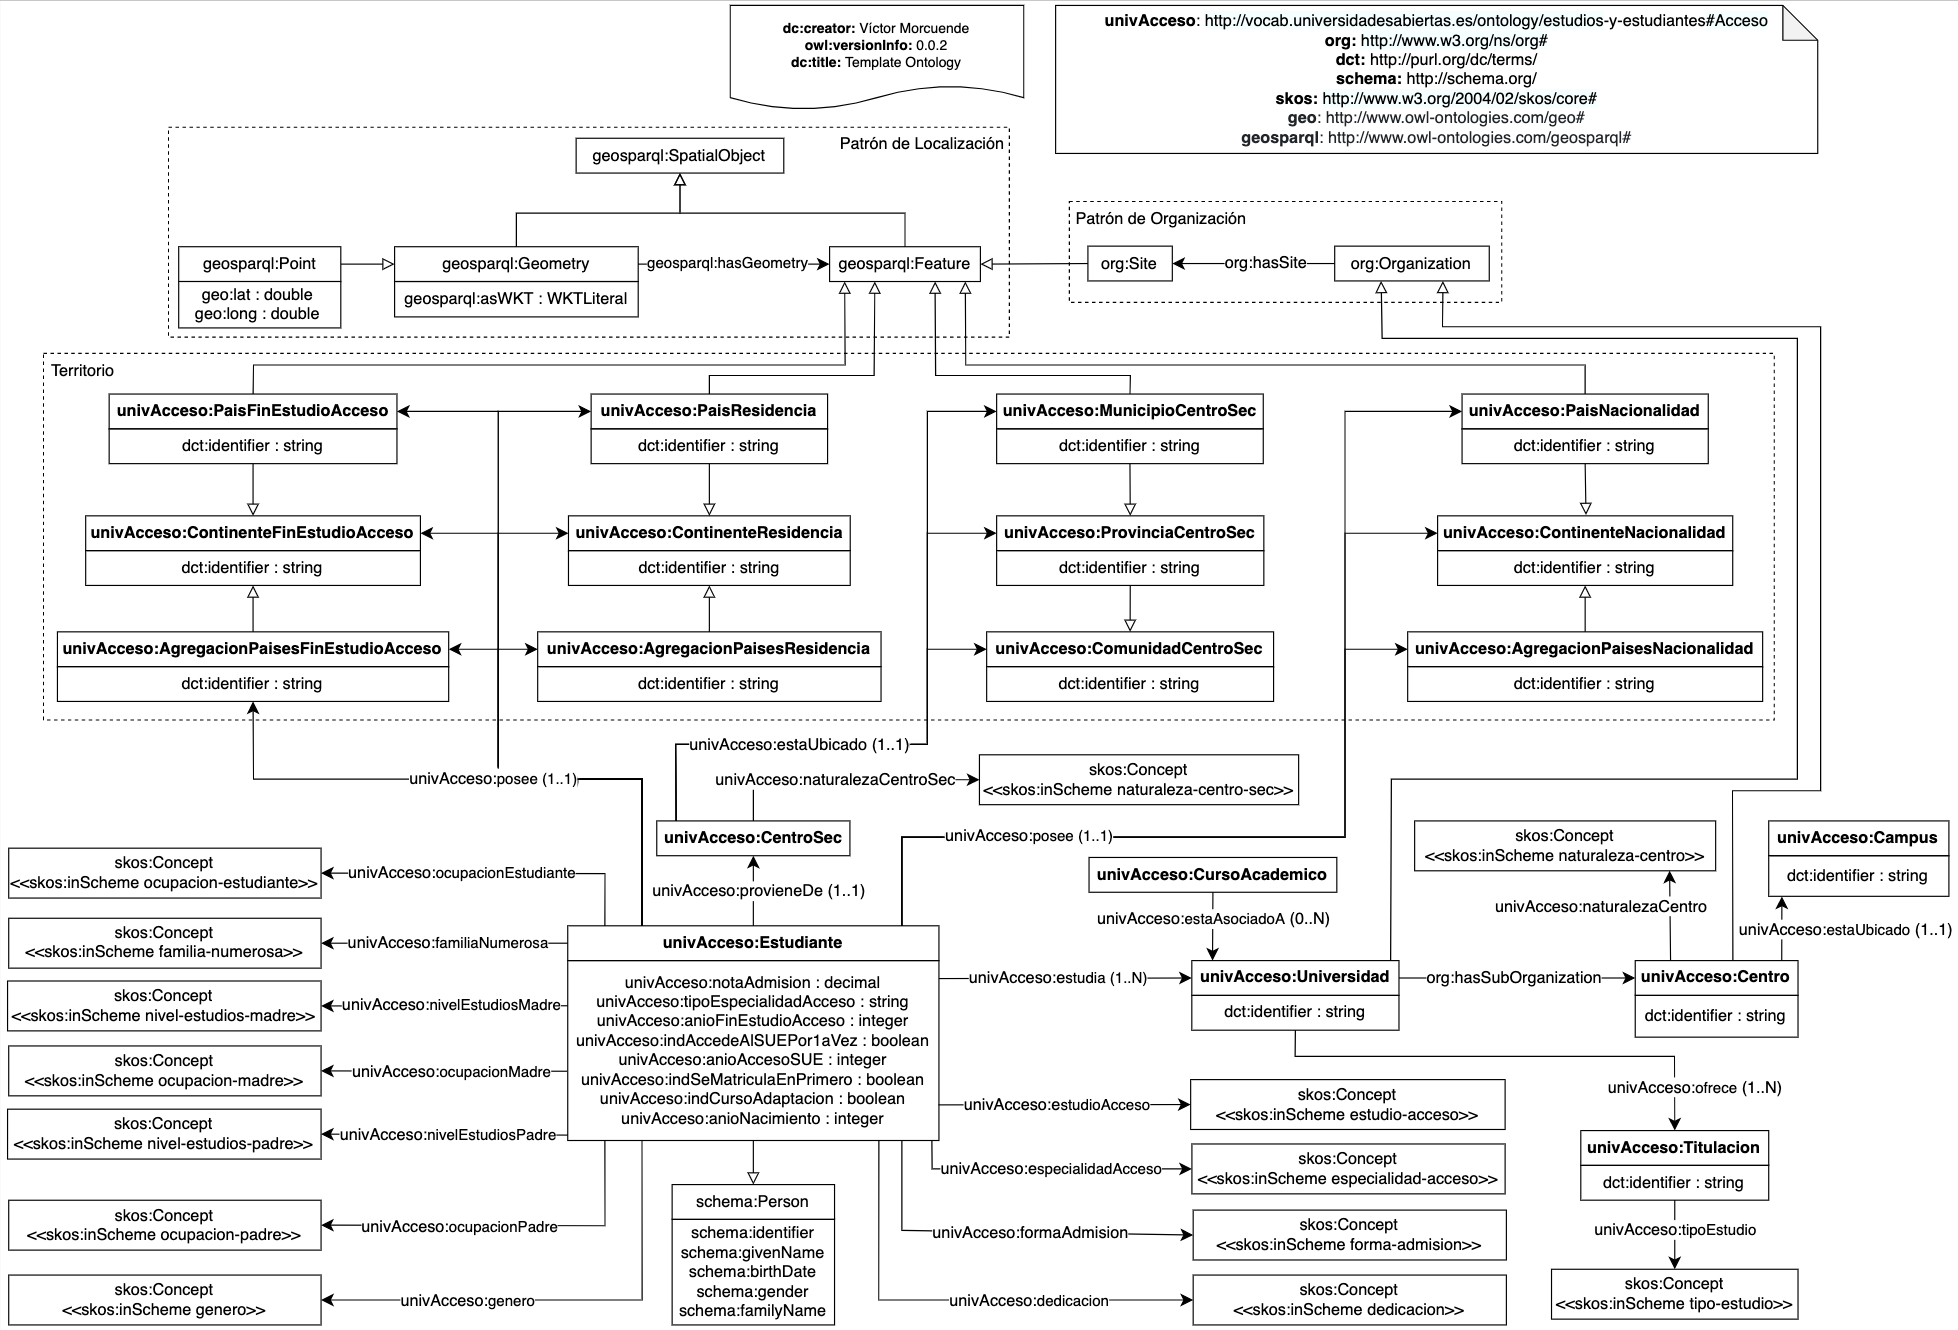 dc:creator: Víctor Morcuende
owl:versionInfo: 0.0.2
dc:title: Template Ontology
univAcceso: http://vocab.universidadesabiertas.es/ontology/estudios-y-estudiantes#Acceso
org: http://www.w3.org/ns/org#
dct: http://purl.org/dc/terms/
schema: http://schema.org/
skos: http://www.w3.org/2004/02/skos/core#
geo: http://www.owl-ontologies.com/geo#
geosparql: http://www.owl-ontologies.com/geosparql#
Patrón de Localización
geosparql:SpatialObject
geosparql:Point
geo:lat : double
geo:long : double
geosparql:Geometry
geosparql:asWKT : WKTLiteral
geosparql:hasGeometry
geosparql:Feature
Patrón de Organización
org:Site
org:hasSite
org:Organization
Territorio
univAcceso:PaisFinEstudioAcceso
dct:identifier : string
univAcceso:PaisResidencia
dct:identifier : string
univAcceso:MunicipioCentroSec
dct:identifier : string
univAcceso:PaisNacionalidad
dct:identifier : string
univAcceso:ContinenteFinEstudioAcceso
dct:identifier : string
univAcceso:ContinenteResidencia
dct:identifier : string
univAcceso:ProvinciaCentroSec
dct:identifier : string
univAcceso:ContinenteNacionalidad
dct:identifier : string
univAcceso:AgregacionPaisesFinEstudioAcceso
dct:identifier : string
univAcceso:AgregacionPaisesResidencia
dct:identifier : string
univAcceso:ComunidadCentroSec
dct:identifier : string
univAcceso:AgregacionPaisesNacionalidad
dct:identifier : string
univAcceso:estaUbicado (1..1)
univAcceso:posee (1..1)
univAcceso:naturalezaCentroSec
skos:Concept
<<skos:inScheme naturaleza-centro-sec>>
univAcceso:CentroSec
univAcceso:posee (1..1)
univAcceso:provieneDe (1..1)
skos:Concept
<<skos:inScheme naturaleza-centro>>
univAcceso:Campus
dct:identifier : string
univAcceso:CursoAcademico
univAcceso:estaAsociadoA (0..N)
univAcceso:naturalezaCentro
univAcceso:estaUbicado (1..1)
skos:Concept
<<skos:inScheme ocupacion-estudiante>>
univAcceso:ocupacionEstudiante
skos:Concept
<<skos:inScheme familia-numerosa>>
univAcceso:familiaNumerosa
skos:Concept
<<skos:inScheme nivel-estudios-madre>>
univAcceso:nivelEstudiosMadre
skos:Concept
<<skos:inScheme ocupacion-madre>>
univAcceso:ocupacionMadre
skos:Concept
<<skos:inScheme nivel-estudios-padre>>
univAcceso:nivelEstudiosPadre
skos:Concept
<<skos:inScheme ocupacion-padre>>
univAcceso:ocupacionPadre
skos:Concept
<<skos:inScheme genero>>
univAcceso:genero
univAcceso:Estudiante
univAcceso:notaAdmision : decimal
univAcceso:tipoEspecialidadAcceso : string
univAcceso:anioFinEstudioAcceso : integer
univAcceso:indAccedeAlSUEPor1aVez : boolean
univAcceso:anioAccesoSUE : integer
univAcceso:indSeMatriculaEnPrimero : boolean
univAcceso:indCursoAdaptacion : boolean
univAcceso:anioNacimiento : integer
schema:Person
schema:identifier
schema:givenName
schema:birthDate
schema:gender
schema:familyName
univAcceso:estudia (1..N)
univAcceso:Universidad
dct:identifier : string
org:hasSubOrganization
univAcceso:Centro
dct:identifier : string
univAcceso:estudioAcceso
skos:Concept
<<skos:inScheme estudio-acceso>>
univAcceso:especialidadAcceso
skos:Concept
<<skos:inScheme especialidad-acceso>>
univAcceso:formaAdmision
skos:Concept
<<skos:inScheme forma-admision>>
univAcceso:dedicacion
skos:Concept
<<skos:inScheme dedicacion>>
univAcceso:ofrece (1..N)
univAcceso:Titulacion
dct:identifier : string
univAcceso:tipoEstudio
skos:Concept
<<skos:inScheme tipo-estudio>>